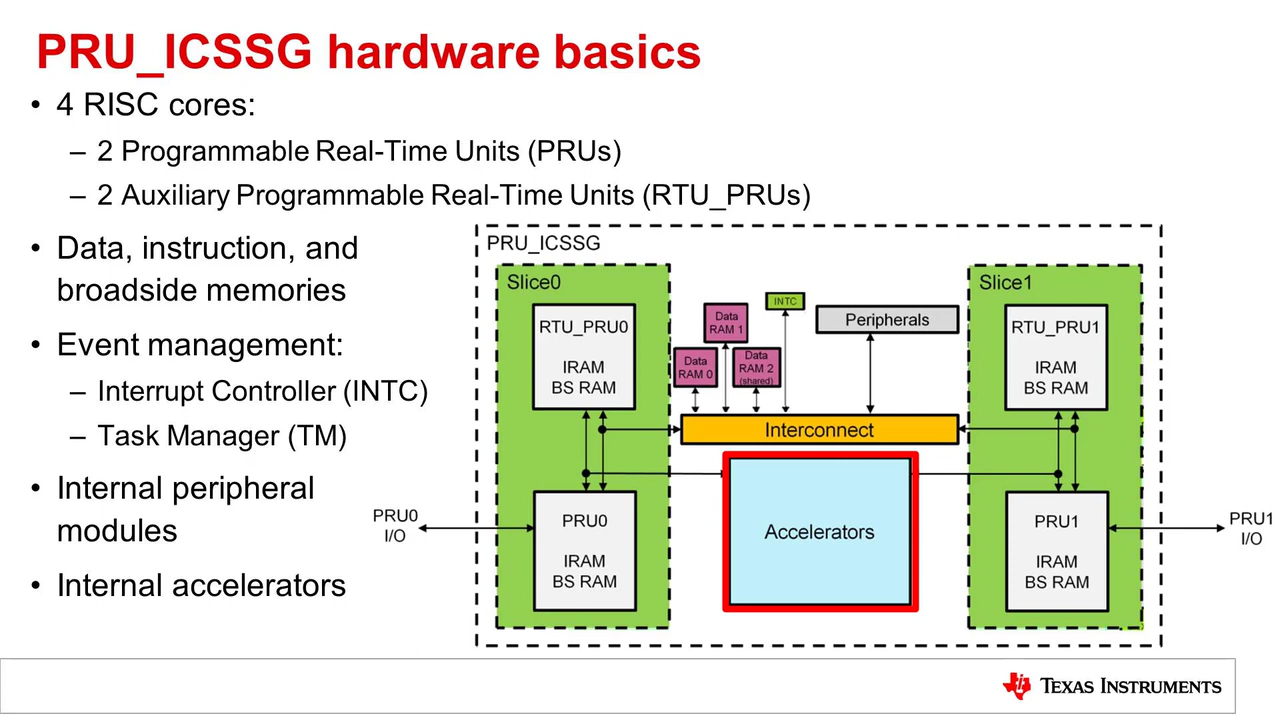 PRU_ICSSG hardware basics
• 4 RISC cores:
– 2 Programmable Real-Time Units (PRUs)
– 2 Auxiliary Programmable Real-Time Units (RTU_PRUs)
• Data, instruction, and
broadside memories
• Event management:
– Interrupt Controller (INTC)
– Task Manager (TM)
• Internal peripheral
modules
• Internal accelerators
PRU_ICSSG
Slice0
RTU_PRU0
IRAM
BS RAM
PRU0
IRAM
BS RAM
PRU0
I/O
Data
RAM 0
Data
RAM 1
Data
RAM 2
(shared)
INTC
Peripherals
Interconnect
Accelerators
Slice1
RTU_PRU1
IRAM
BS RAM
PRU1
IRAM
BS RAM
PRU1
I/O
TEXAS INSTRUMENTS